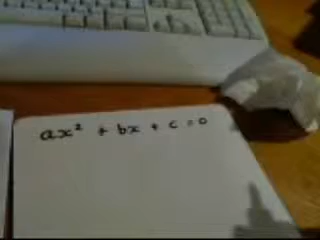 ax² + bx + c = 0